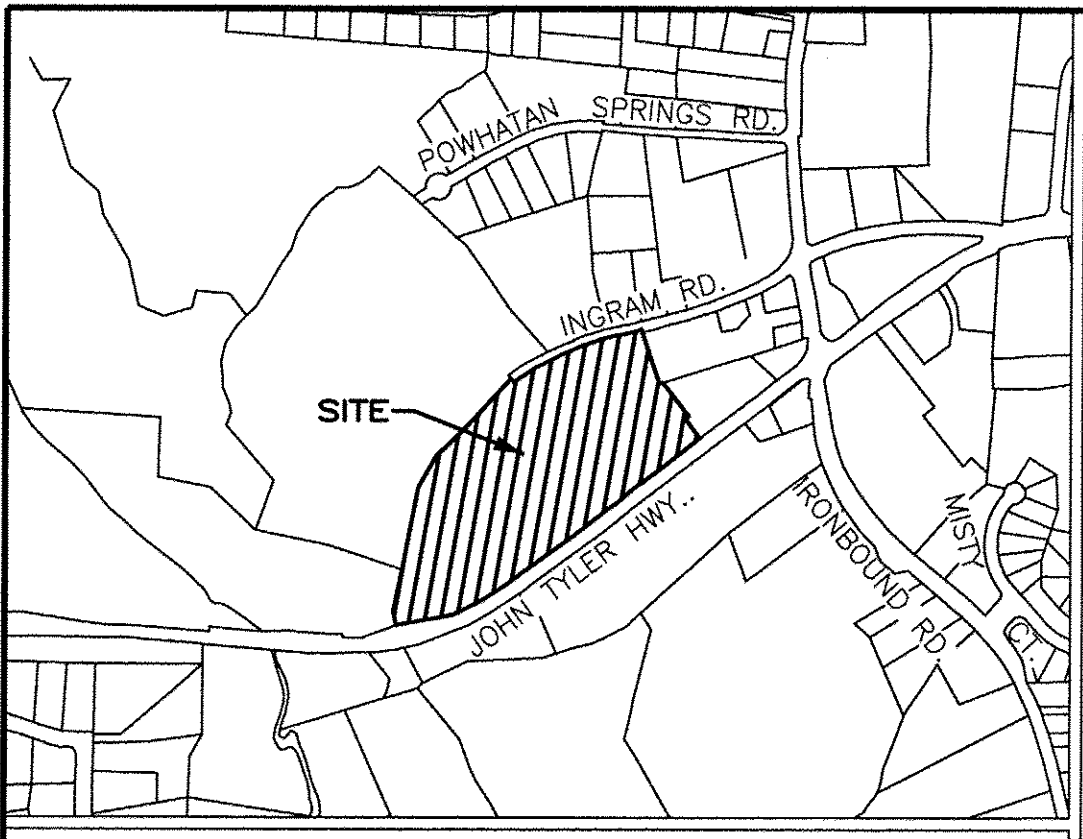 POWHATAN SPRINGS RD.
INGRAM RD.
SITE
JOHN TYLER HWY..
IRONBOUND RD.
MISTY CT.